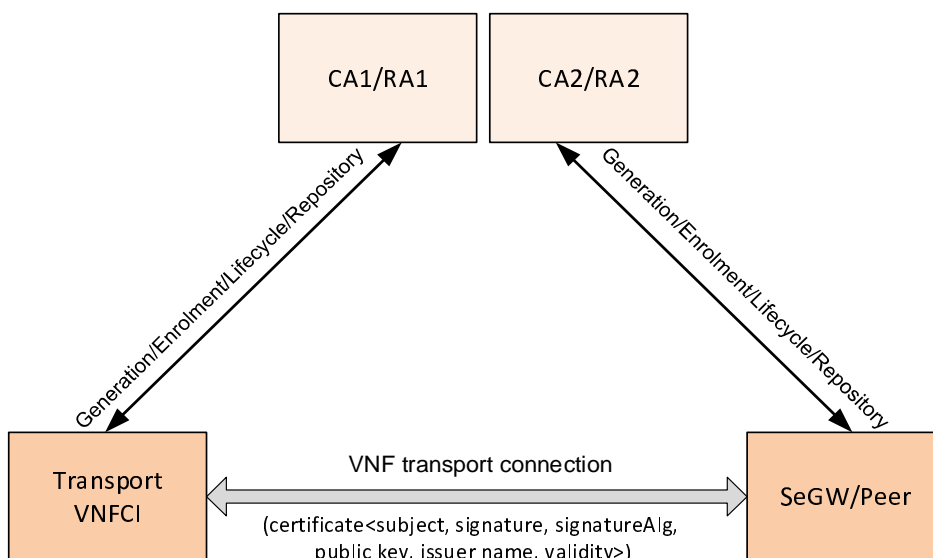 CA1/RA1
CA2/RA2
Generation/Enrolment/Lifecycle/Repository
Generation/Enrolment/Lifecycle/Repository
Transport
VNFCI
VNF transport connection
(certificate<subject, signature, signatureAlg,
public key, issuer name, validity>)
SeGW/Peer